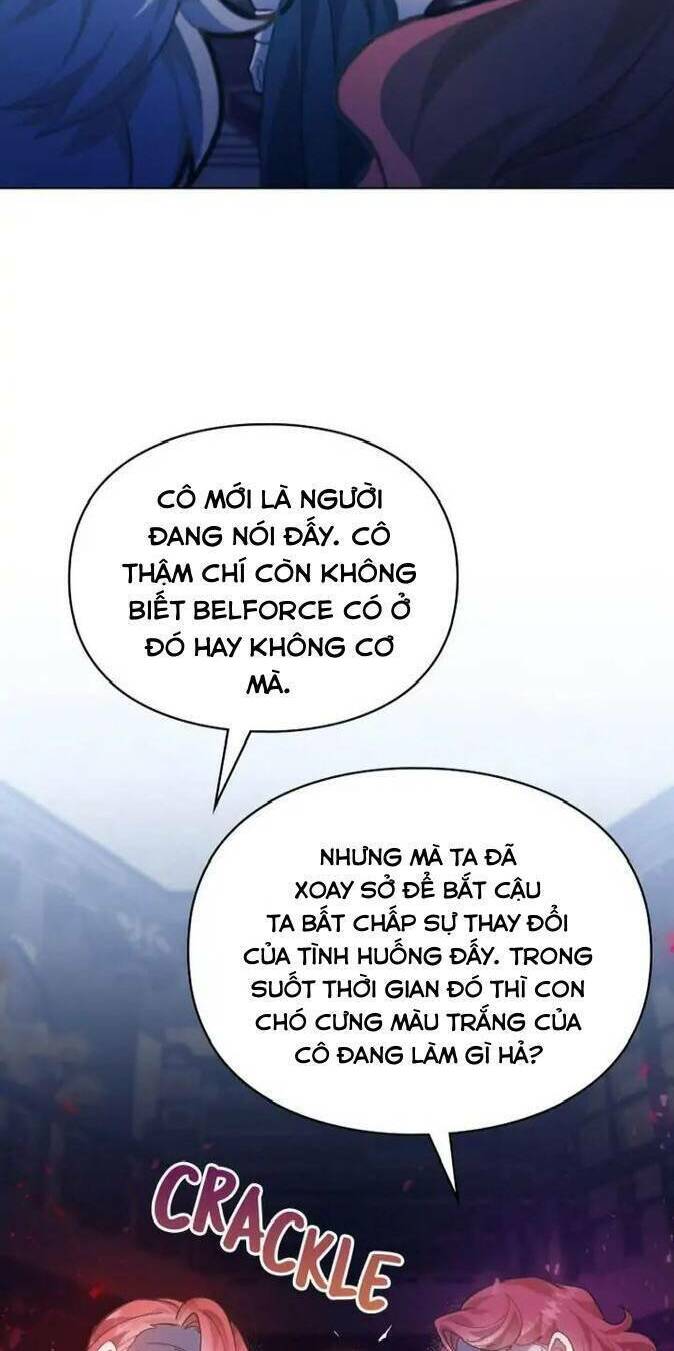 CÔ MỚI LÀ NGƯỜI
ĐANG NÓI ĐẤY. CÔ
THẬM CHÍ CÒN KHÔNG
BIẾT BELFORCE CÓ Ở
ĐÓ HAY KHÔNG CƠ
MÀ.
NHƯNG MÀ TA ĐÃ
XOAY SỞ ĐỂ BẮT CẬU
TA BẤT CHẤP SỰ THAY ĐỔI
CỦA TÌNH HUỐNG ĐẤY. TRONG
SUỐT THỜI GIAN ĐÓ THÌ CON
CHÓ CƯNG MÀU TRẮNG CỦA
CÔ ĐANG LÀM GÌ HẢ?
CRACKLE